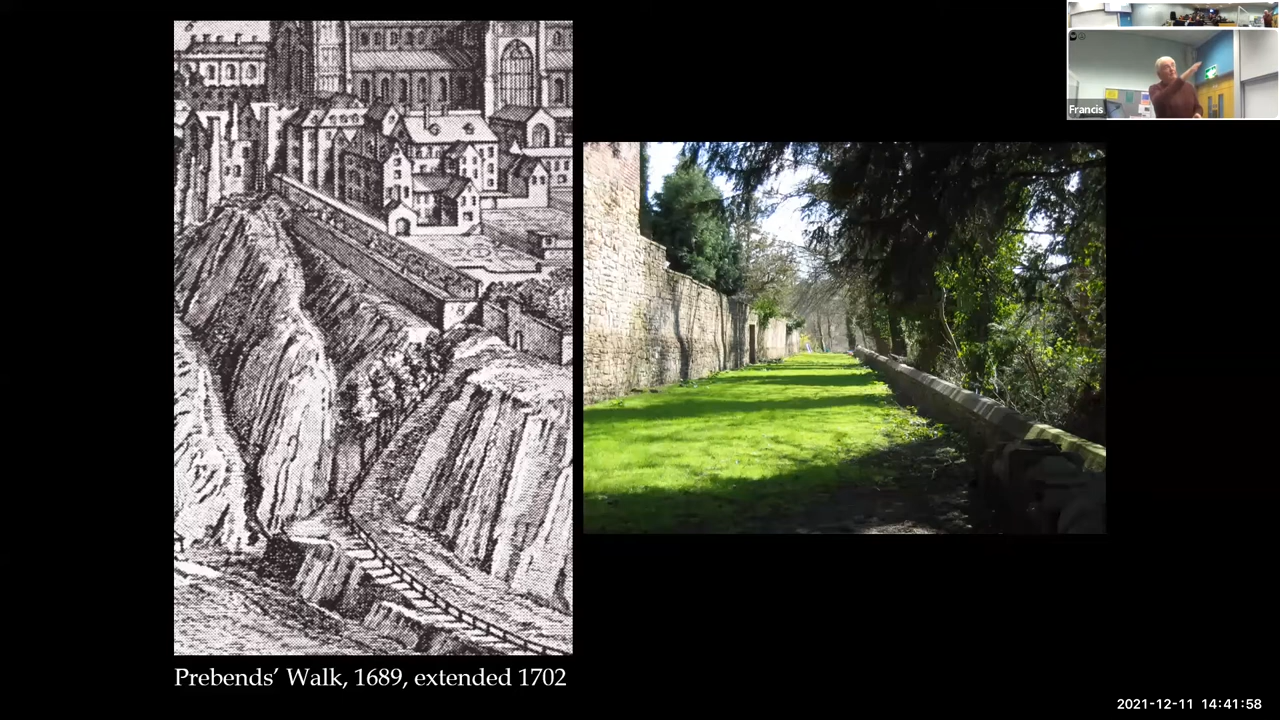 Francis
Prebends’ Walk, 1689, extended 1702
2021-12-11 14:41:58